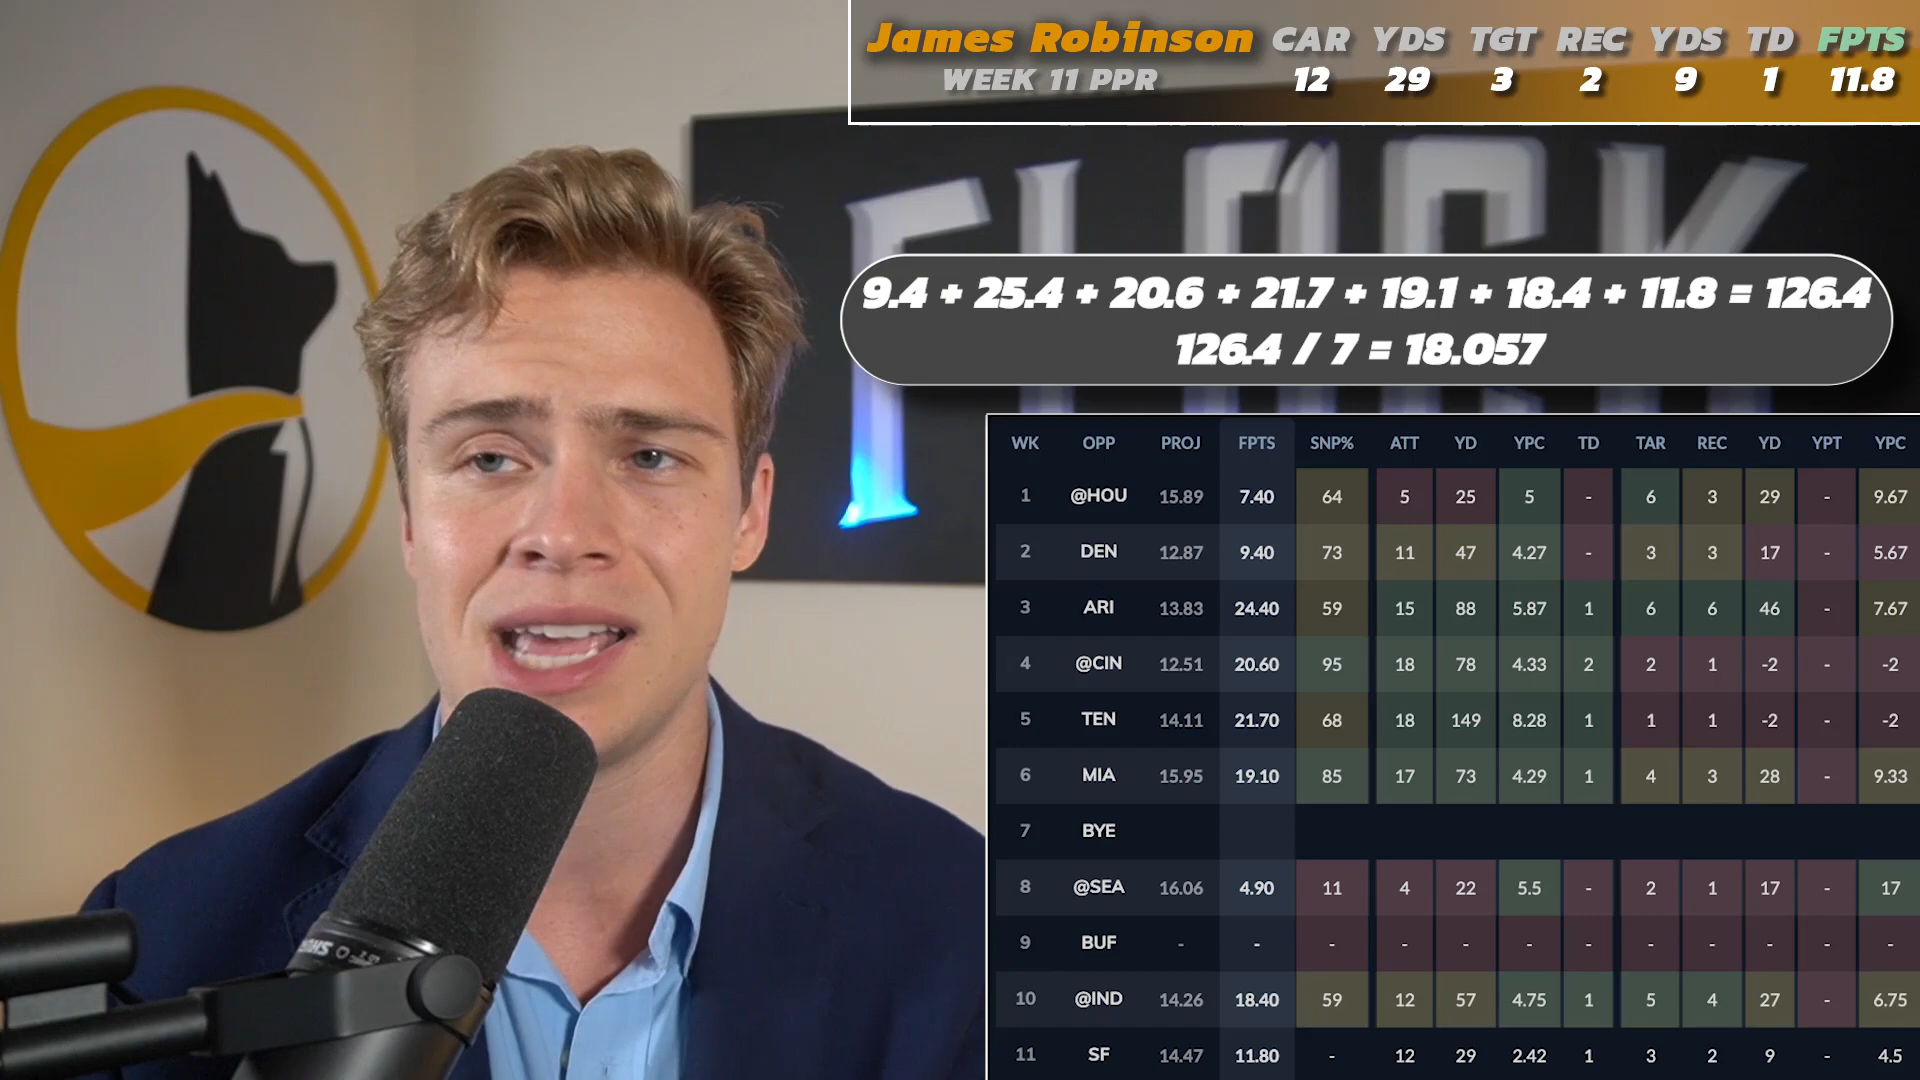 James Robinson CAR YDS TGT REC YDS TD FPTS
WEEK 11 PPR 12 29 3 2 9 1 11.8
FLOCK
9.4 + 25.4 + 20.6 + 21.7 + 19.1 + 18.4 + 11.8 = 126.4
126.4 / 7 = 18.057
WK OPP PROJ FPTS SNP% ATT YD YPC TD TAR REC YD YPT YPC
1 @HOU 15.89 7.40 64 5 25 5 - 6 3 29 - 9.67
2 DEN 12.87 9.40 73 11 47 4.27 - 3 3 17 - 5.67
3 ARI 13.83 24.40 59 15 88 5.87 1 6 6 46 - 7.67
4 @CIN 12.51 20.60 95 18 78 4.33 2 2 1 -2 - -2
5 TEN 14.11 21.70 68 18 149 8.28 1 1 1 -2 - -2
6 MIA 15.95 19.10 85 17 73 4.29 1 4 3 28 - 9.33
7 BYE
8 @SEA 16.06 4.90 11 4 22 5.5 - 2 1 17 - 17
9 BUF - - - - - - - - - - - -
10 @IND 14.26 18.40 59 12 57 4.75 1 5 4 27 - 6.75
11 SF 14.47 11.80 - 12 29 2.42 1 3 2 9 - 4.5